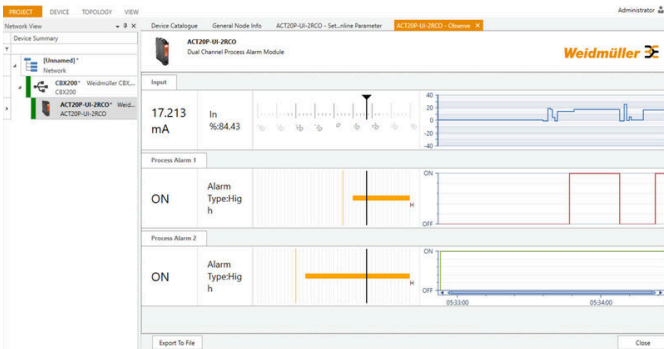 PROJECT DEVICE TOPOLOGY VIEW Administrator
Network View
Device Catalogue General Node Info ACT20P-UI-2RCO - Set...nline Parameter ACT20P-UI-2RCO - Observe X
Device Summary
ACT20P-UI-2RCO
Dual Channel Process Alarm Module
Weidmüller
[Unnamed]*
Network
CBX200* Weidmüller CBX...
CBX200
ACT20P-UI-2RCO* Weid...
ACT20P-UI-2RCO
Input
17.213
mA
In
%:84.43
40
20
0
-20
-40
Process Alarm 1
ON
Alarm
Type:Hig
h
H
ON
OFF
Process Alarm 2
ON
Alarm
Type:Hig
h
H
ON
OFF
05:33:00 05:34:00
Export To File Close